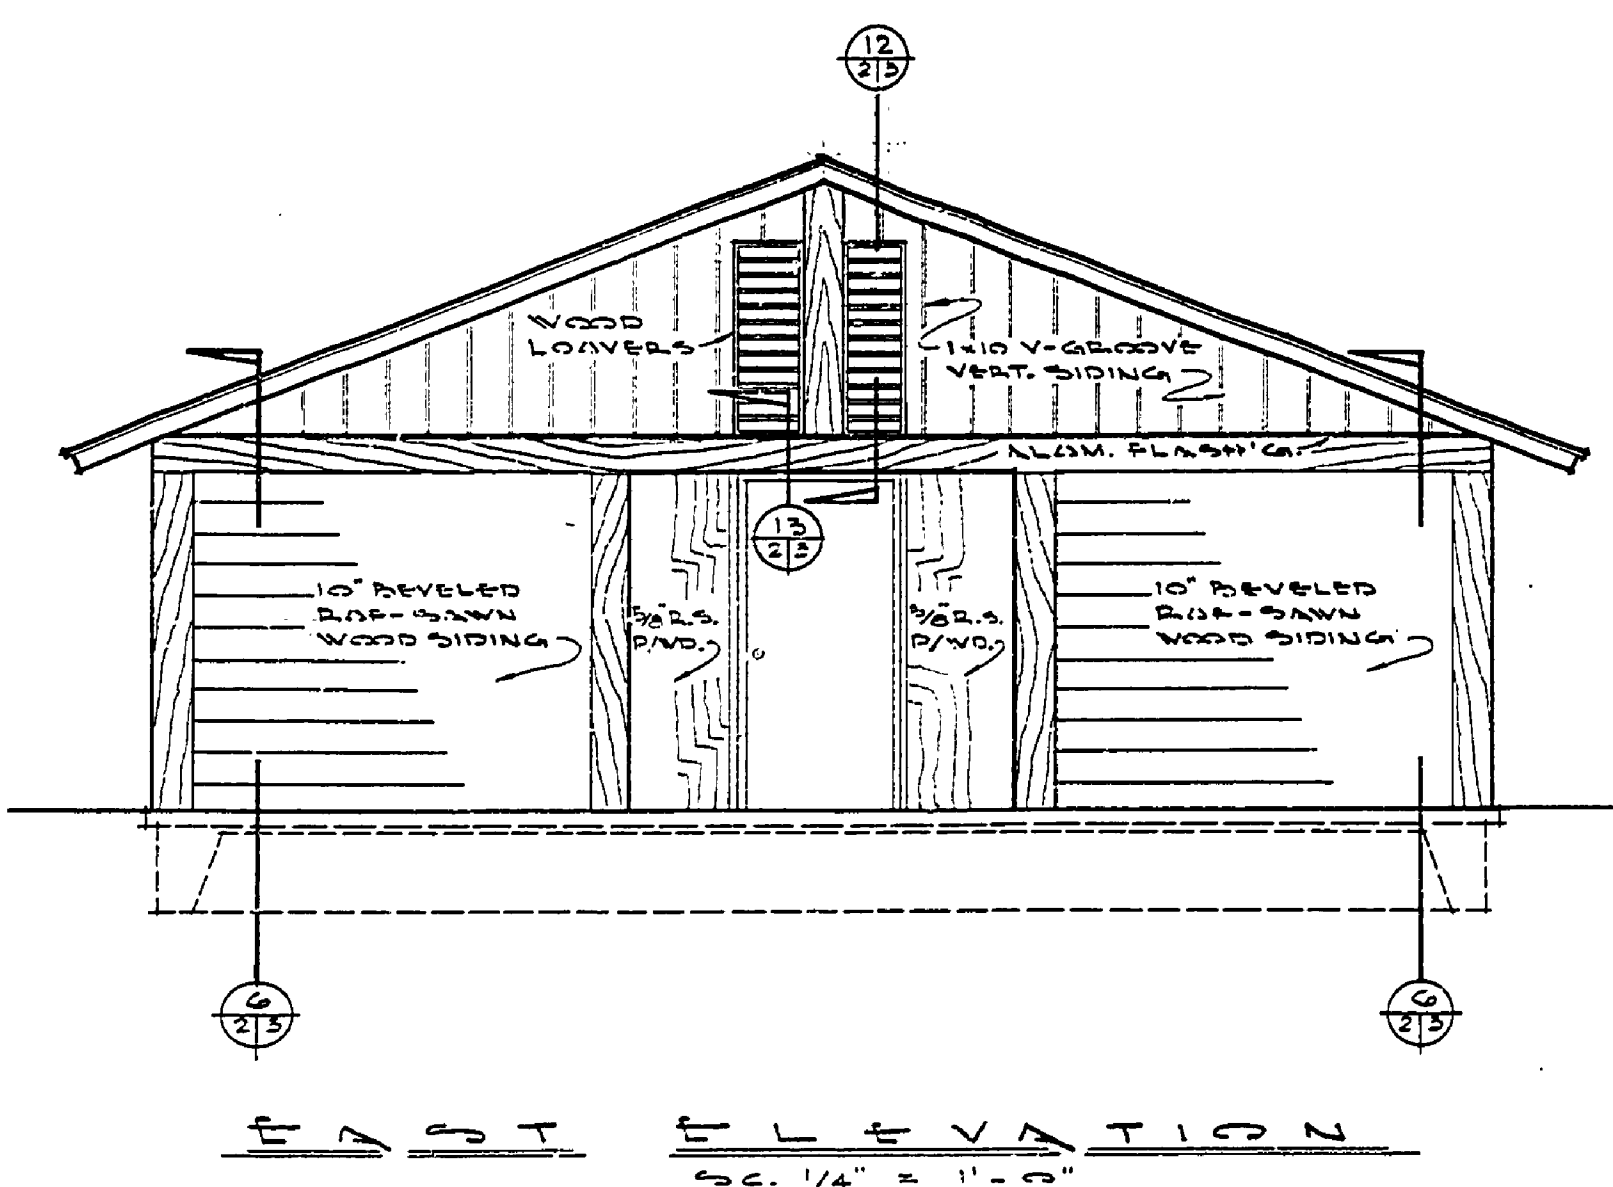 12
2 3
WOOD
LOUVERS
1x10 V-GROOVE
VERT. SIDING
ALUM. FLASH'G.
13
2 3
10" BEVELED
RUF-SAWN
WOOD SIDING
5/8" R.S.
P/WD.
5/8" R.S.
P/WD.
10" BEVELED
RUF-SAWN
WOOD SIDING
6
2 3
6
2 3
EAST ELEVATION
SC. 1/4" = 1'-0"